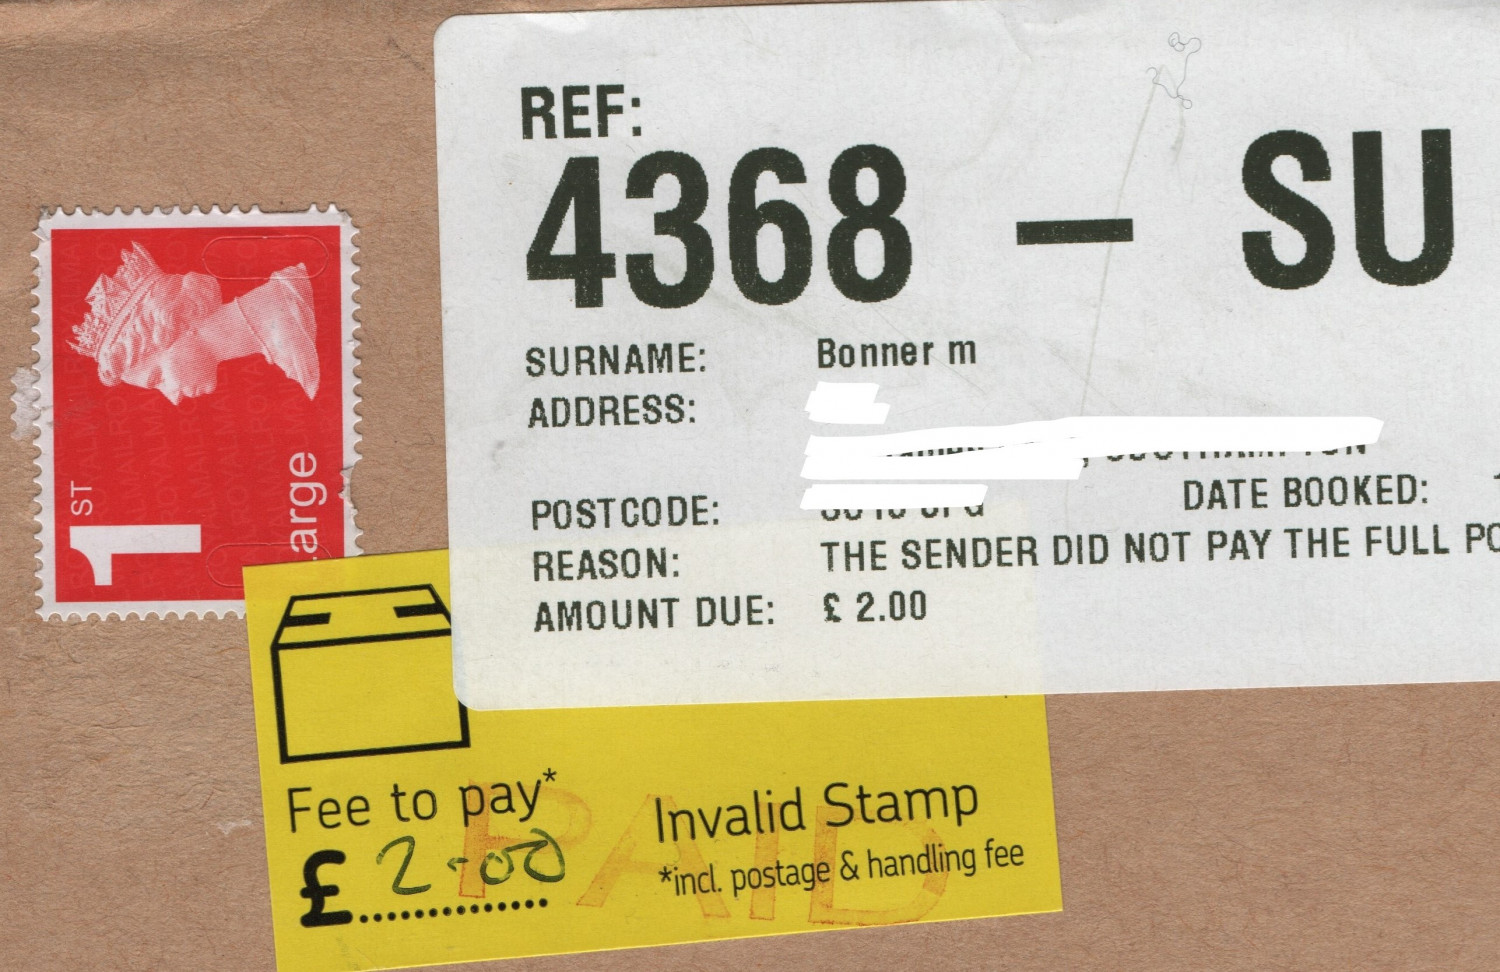 REF:
4368 — SU
SURNAME: Bonner m
ADDRESS:
POSTCODE:
DATE BOOKED:
REASON: THE SENDER DID NOT PAY THE FULL
AMOUNT DUE: £ 2.00
1ST
Large
Fee to pay*
£ 2-00
Invalid Stamp
*incl. postage & handling fee
PAID